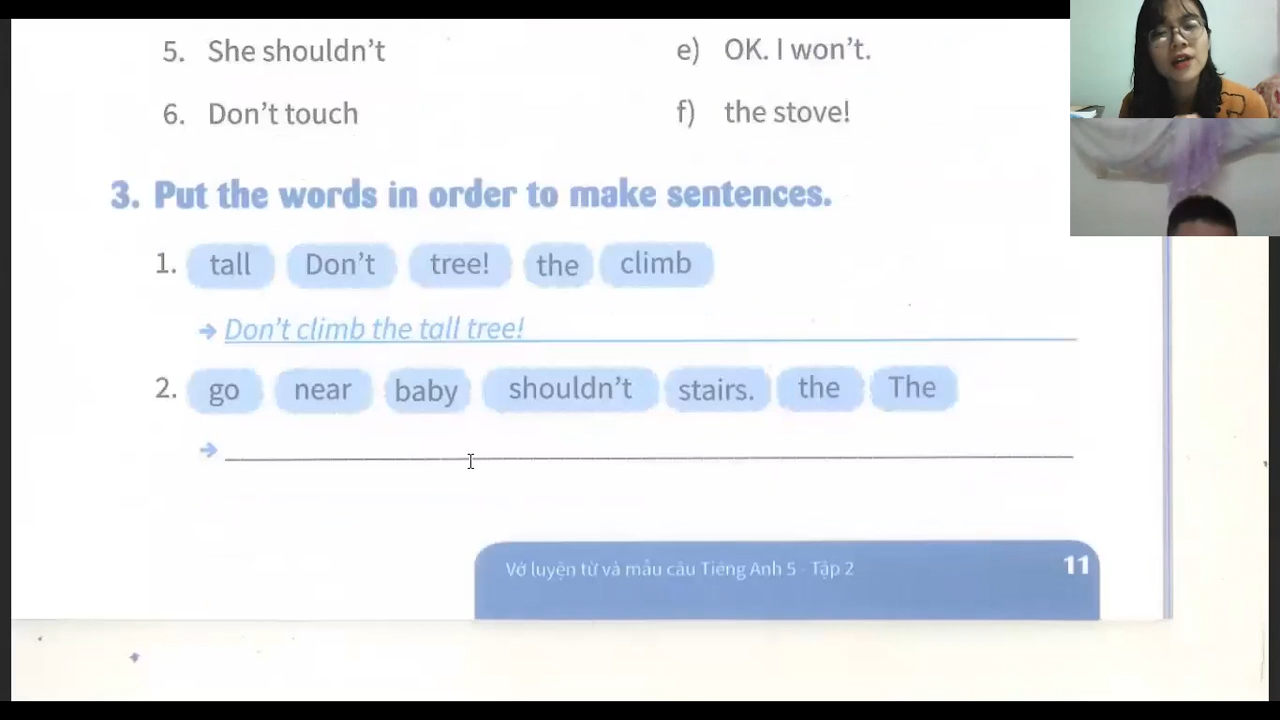 5. She shouldn't
e) OK. I won't.
6. Don't touch
f) the stove!
3. Put the words in order to make sentences.
1. tall Don't tree! the climb
→ Don't climb the tall tree!
2. go near baby shouldn't stairs. the The
→
Vở luyện từ và mẫu câu Tiếng Anh 5 - Tập 2
11